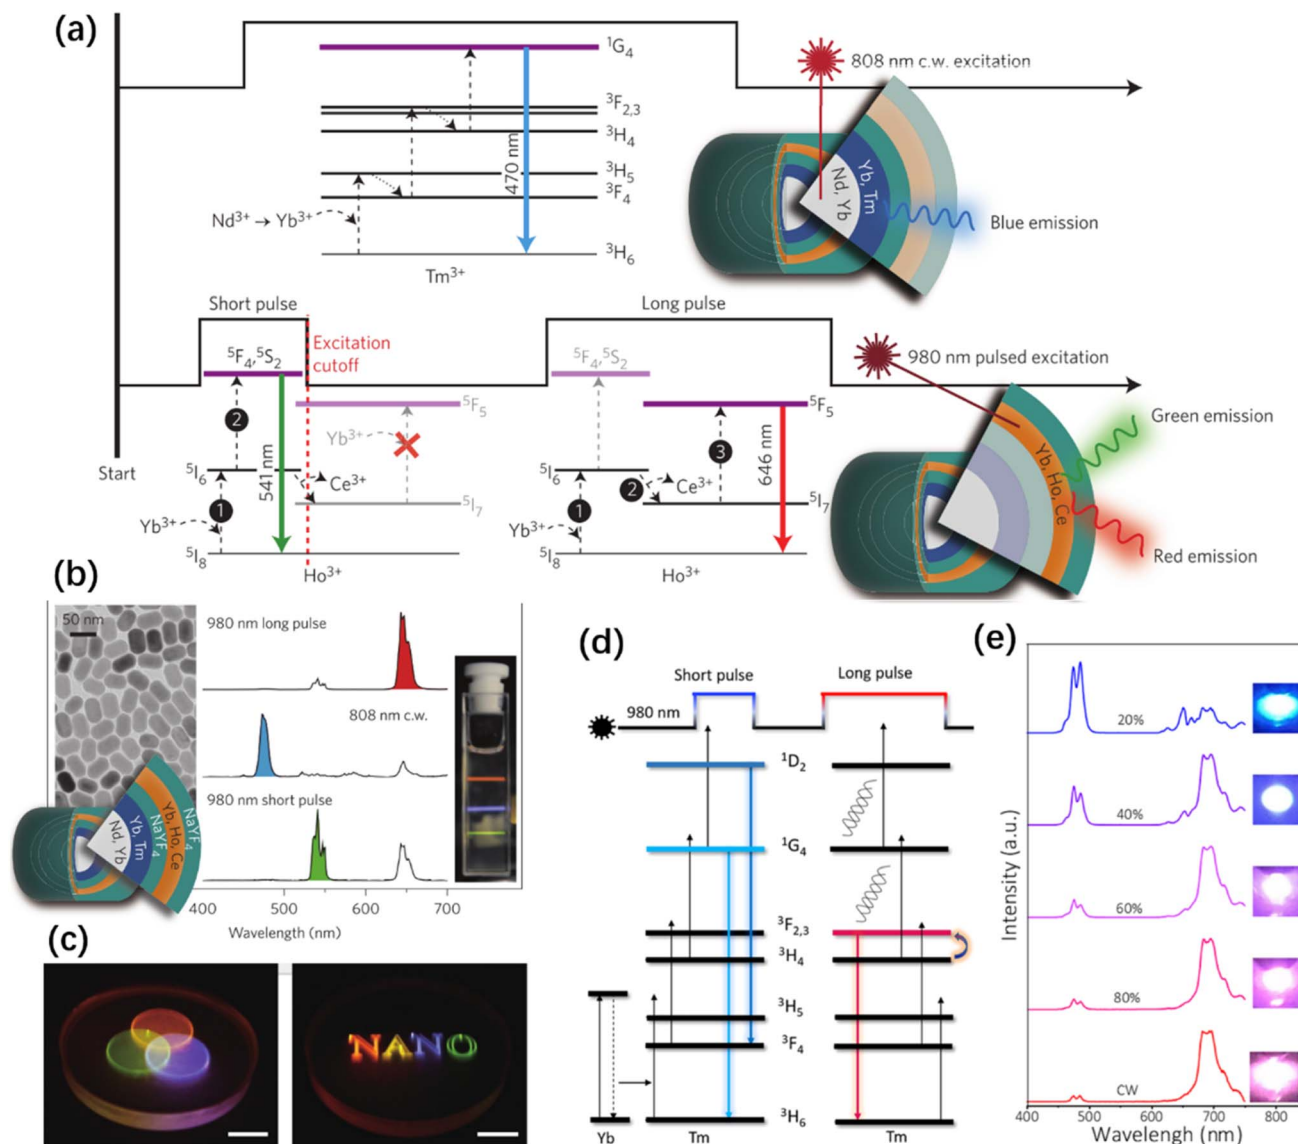 (a)
¹G₄
808 nm c.w. excitation
³F₂,₃
³H₄
³H₅
³F₄
470 nm
Nd³⁺ → Yb³⁺
³H₆
Tm³⁺
Yb, Tm
Nd, Yb
Blue emission
Short pulse
Long pulse
⁵F₄,⁵S₂
Excitation
cutoff
⁵F₄,⁵S₂
980 nm pulsed excitation
⁵F₅
⁵F₅
Green emission
2
Yb³⁺
3
Start
⁵I₆
541 nm
Ce³⁺
⁵I₆
2
Ce³⁺
646 nm
Yb, Ho, Ce
1
⁵I₇
1
⁵I₇
Yb³⁺
Yb³⁺
Red emission
⁵I₈
Ho³⁺
⁵I₈
Ho³⁺
(b)
50 nm
980 nm long pulse
808 nm c.w.
980 nm short pulse
NaYF₄
Yb, Ho, Ce
NaYF₄
Yb, Tm
Nd, Yb
400 500 600 700
Wavelength (nm)
(c)
NANO
(d)
Short pulse
Long pulse
980 nm
¹D₂
¹G₄
³F₂,₃
³H₄
³H₅
³F₄
³H₆
Yb
Tm
Tm
(e)
Intensity (a.u.)
20%
40%
60%
80%
CW
400 500 600 700 800
Wavelengh (nm)